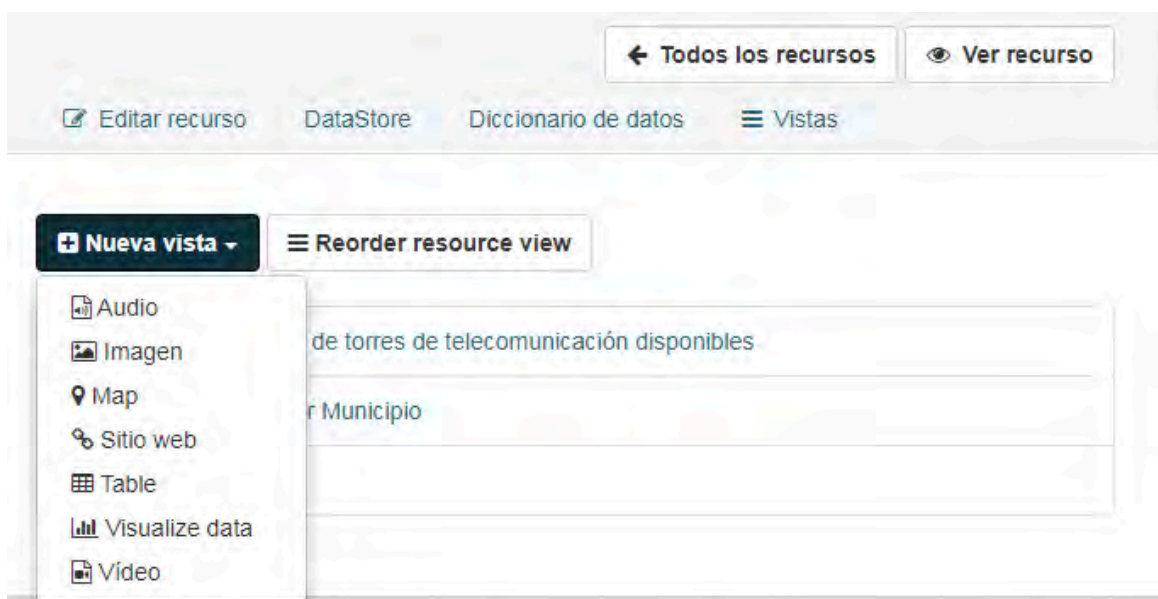 Todos los recursos Ver recurso
Editar recurso DataStore Diccionario de datos Vistas
Nueva vista Reorder resource view
Audio
de torres de telecomunicación disponibles
Imagen
Map
r Municipio
Sitio web
Table
Visualize data
Vídeo